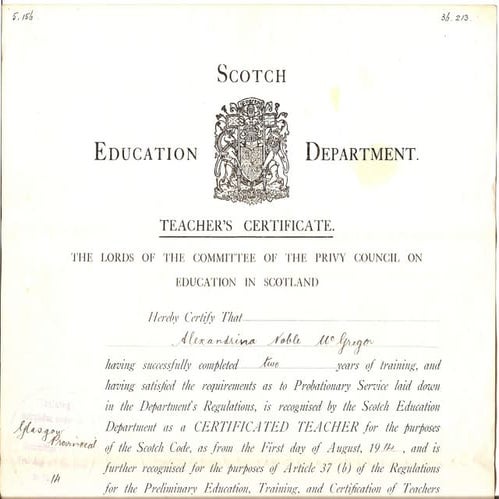 5.156 36.213
SCOTCH
EDUCATION DEPARTMENT.
TEACHER'S CERTIFICATE.
THE LORDS OF THE COMMITTEE OF THE PRIVY COUNCIL ON
EDUCATION IN SCOTLAND
Hereby Certify That
Alexandrina Noble McGregor
having successfully completed two years of training, and
having satisfied the requirements as to Probationary Service laid down
in the Department's Regulations, is recognised by the Scotch Education
Department as a CERTIFICATED TEACHER for the purposes
of the Scotch Code, as from the First day of August, 1914, and is
further recognised for the purposes of Article 37 (b) of the Regulations
for the Preliminary Education, Training, and Certification of Teachers
Glasgow
Provincial
14